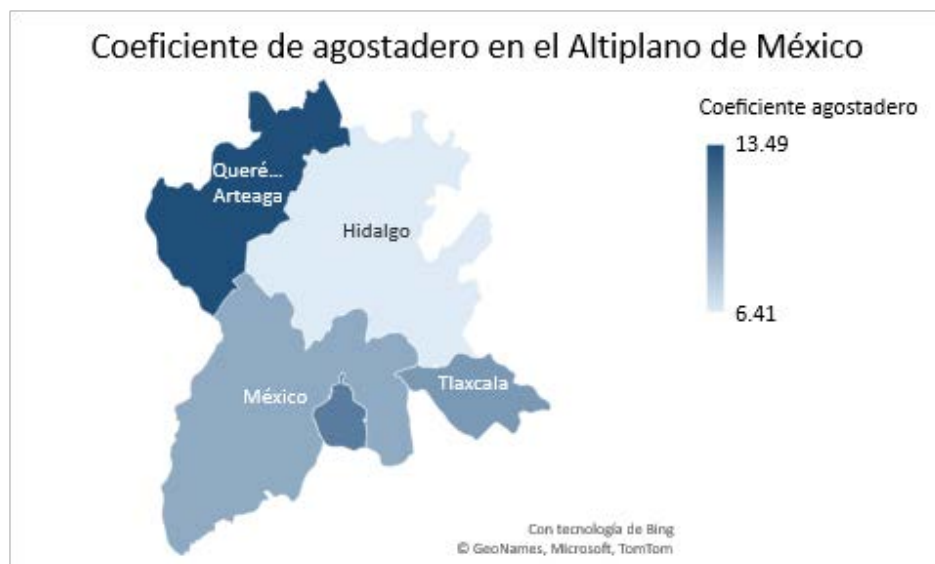 Coeficiente de agostadero en el Altiplano de México
Coeficiente agostadero
13.49
Queré...
Arteaga
Hidalgo
6.41
Tlaxcala
México
Con tecnología de Bing
© GeoNames, Microsoft, TomTom